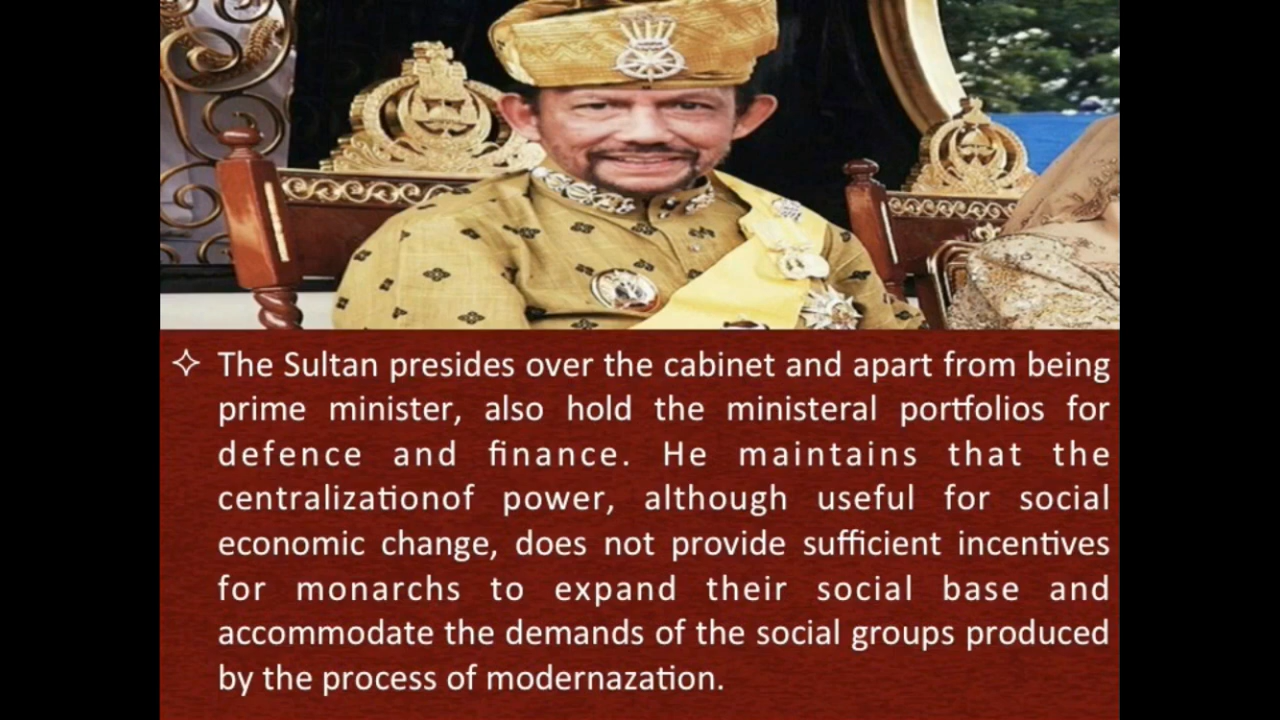 ✧ The Sultan presides over the cabinet and apart from being
prime minister, also hold the ministeral portfolios for
defence and finance. He maintains that the
centralizationof power, although useful for social
economic change, does not provide sufficient incentives
for monarchs to expand their social base and
accommodate the demands of the social groups produced
by the process of modernazation.